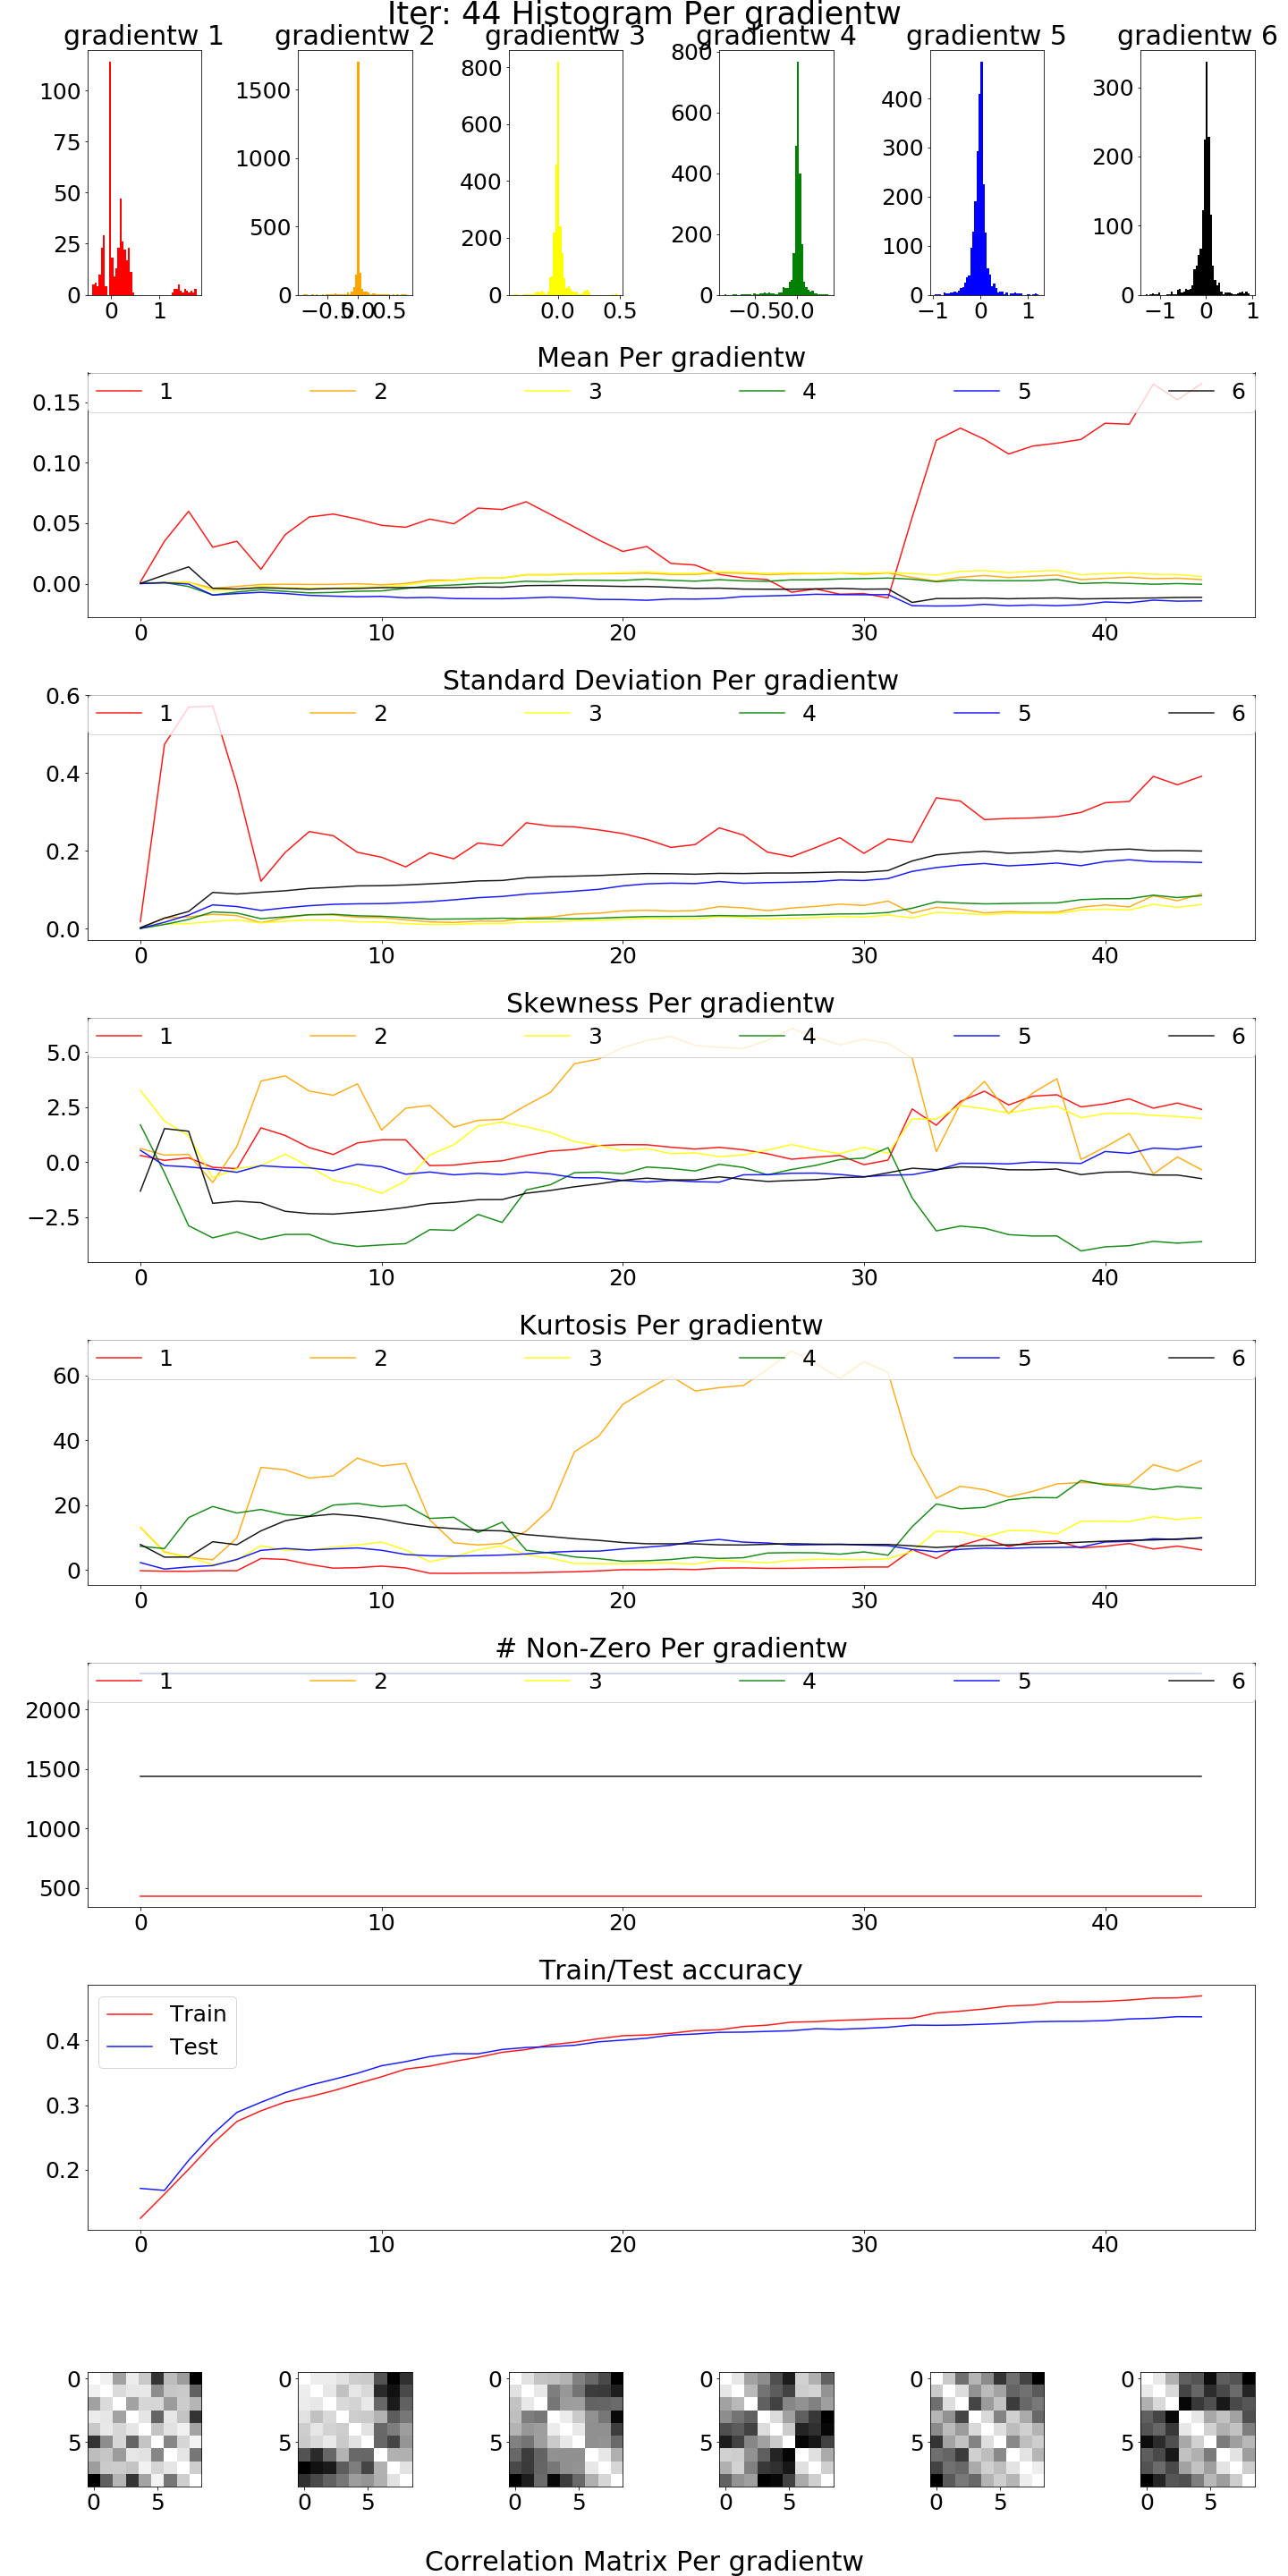 Iter: 44 Histogram Per gradientw
gradientw 1 gradientw 2 gradientw 3 gradientw 4 gradientw 5 gradientw 6
100 75 50 25 0
0 1
1500 1000 500 0
−0.5 0.0 0.5
800 600 400 200 0
0.0 0.5
800 600 400 200 0
−0.5 0.0
400 300 200 100 0
−1 0 1
300 200 100 0
−1 0 1
Mean Per gradientw
1 2 3 4 5 6
0.15
0.10
0.05
0.00
0 10 20 30 40
Standard Deviation Per gradientw
0.6
1 2 3 4 5 6
0.4
0.2
0.0
0 10 20 30 40
Skewness Per gradientw
1 2 3 4 5 6
5.0
2.5
0.0
−2.5
0 10 20 30 40
Kurtosis Per gradientw
1 2 3 4 5 6
60
40
20
0
0 10 20 30 40
# Non-Zero Per gradientw
1 2 3 4 5 6
2000
1500
1000
500
0 10 20 30 40
Train/Test accuracy
Train
Test
0.4
0.3
0.2
0 10 20 30 40
0 0 0 0 0 0
5 5 5 5 5 5
0 5 0 5 0 5 0 5 0 5 0 5
Correlation Matrix Per gradientw